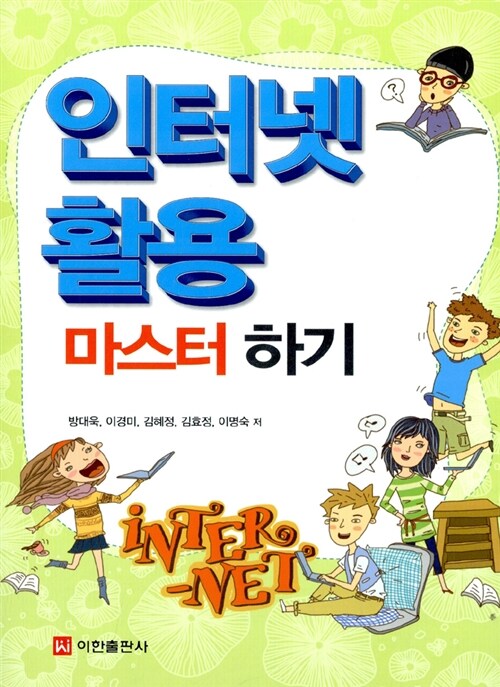 ?
인터넷
활용
마스터 하기
방대욱, 이경미, 김혜정, 김효정, 이명숙 저
iNTER
-NET
이한출판사